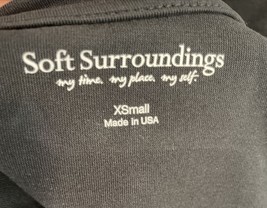 Soft Surroundings
my time. my place. my self.
XSmall
Made in USA